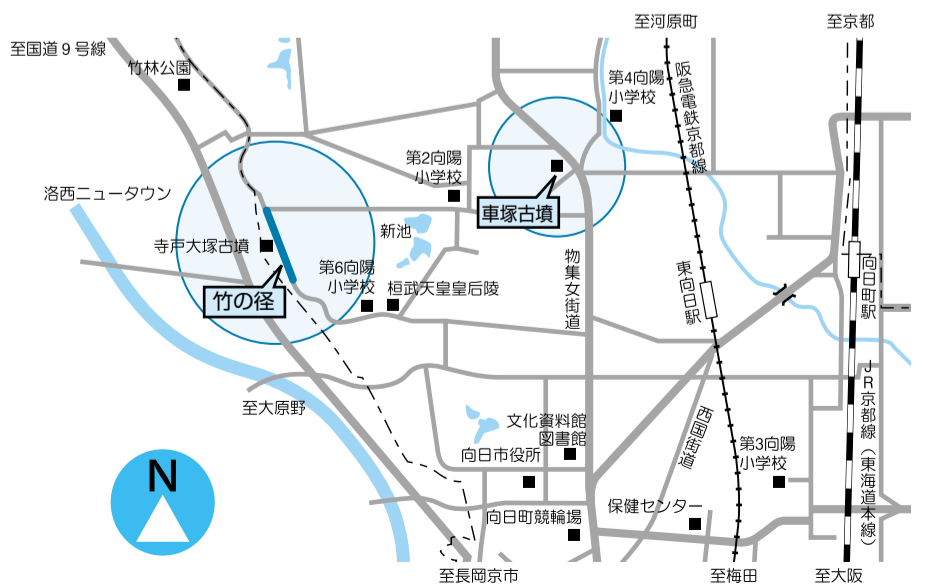 至河原町
至京都
至国道9号線
竹林公園
第4向陽
小学校
阪急電鉄京都線
第2向陽
小学校
洛西ニュータウン
車塚古墳
新池
寺戸大塚古墳
物集女街道
第6向陽
小学校
桓武天皇皇后陵
竹の径
東向日駅
向日町駅
JR京都線(東海道本線)
至大原野
西国街道
文化資料館
図書館
向日市役所
第3向陽
小学校
N
向日町競輪場
保健センター
至長岡京市
至梅田
至大阪